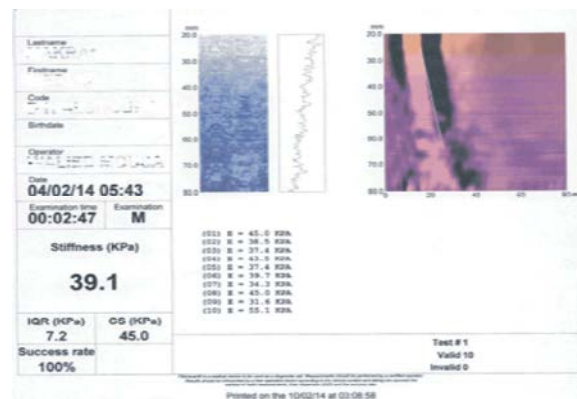 Lastname
Firstname
Code
Birthdate
Operator
Date
04/02/14 05:43
Examination time
00:02:47
Examination
M
Stiffness (KPa)
39.1
IQR (KPa)
7.2
CS (KPa)
45.0
Success rate
100%
mm
20.0
30.0
40.0
50.0
60.0
70.0
80.0
mm
20.0
30.0
40.0
50.0
60.0
70.0
80.0
0
20
40
60
80 mm
(01) E = 45.0 KPA
(02) E = 38.5 KPA
(03) E = 37.4 KPA
(04) E = 43.5 KPA
(05) E = 37.4 KPA
(06) E = 39.7 KPA
(07) E = 34.3 KPA
(08) E = 45.0 KPA
(09) E = 31.6 KPA
(10) E = 55.1 KPA
Test # 1
Valid 10
Invalid 0
Printed on the 10/02/14 at 03:08:58